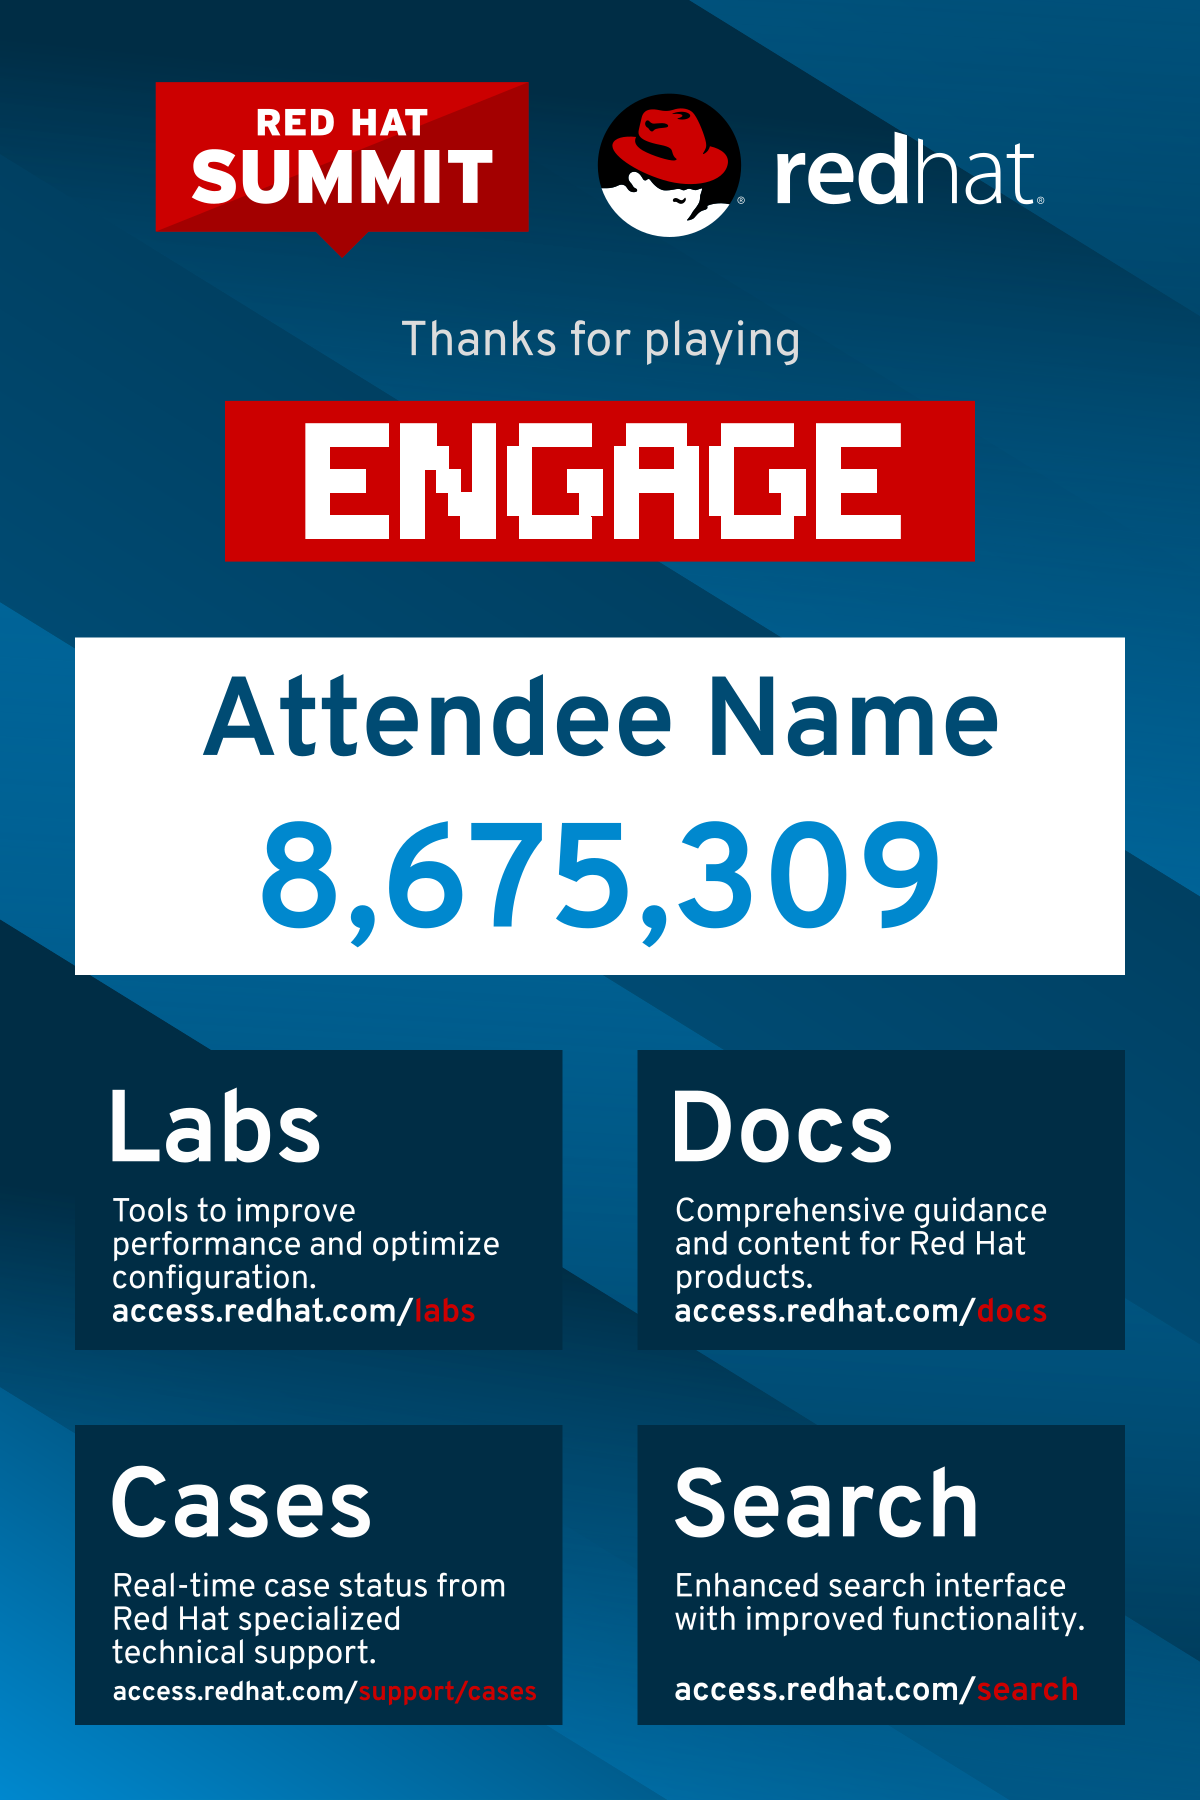 RED HAT
SUMMIT
redhat.
Thanks for playing
ENGAGE
Attendee Name
8,675,309
Labs
Tools to improve
performance and optimize
configuration.
access.redhat.com/labs
Docs
Comprehensive guidance
and content for Red Hat
products.
access.redhat.com/docs
Cases
Real-time case status from
Red Hat specialized
technical support.
access.redhat.com/support/cases
Search
Enhanced search interface
with improved functionality.
access.redhat.com/search